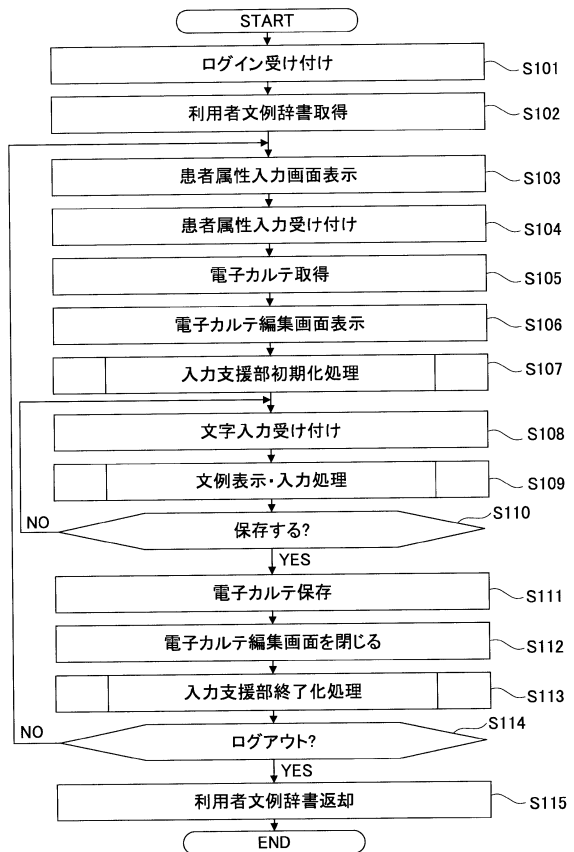 START
ログイン受け付け
S101
利用者文例辞書取得
S102
患者属性入力画面表示
S103
患者属性入力受け付け
S104
電子カルテ取得
S105
電子カルテ編集画面表示
S106
入力支援部初期化処理
S107
文字入力受け付け
S108
文例表示・入力処理
S109
保存する?
S110
NO
YES
電子カルテ保存
S111
電子カルテ編集画面を閉じる
S112
入力支援部終了化処理
S113
ログアウト?
S114
NO
YES
利用者文例辞書返却
S115
END